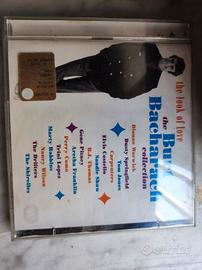 the look of love
the Burt
Bacharach
collection
Dionne Warwick
Tom Jones
Dusty Springfield
Carpenters
Elvis Costello
Sandie Shaw
B.J. Thomas
Gene Pitney
Aretha Franklin
Perry Como
Trini Lopez
Marty Robbins
Nancy Wilson
The Drifters
The Shirelles